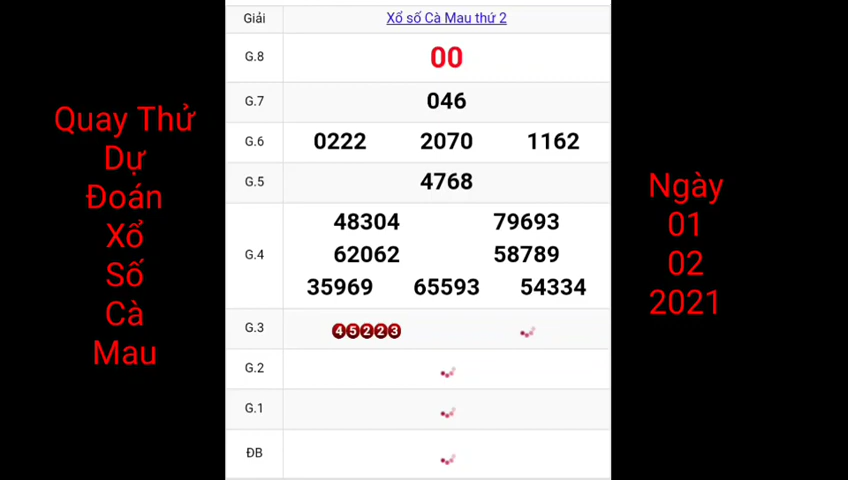 Quay Thử
Dự
Đoán
Xổ
Số
Cà
Mau
Giải Xổ số Cà Mau thứ 2
G.8 00
G.7 046
G.6 0222 2070 1162
G.5 4768
G.4 48304 79693
62062 58789
35969 65593 54334
G.3 45223
G.2
G.1
ĐB
Ngày
01
02
2021